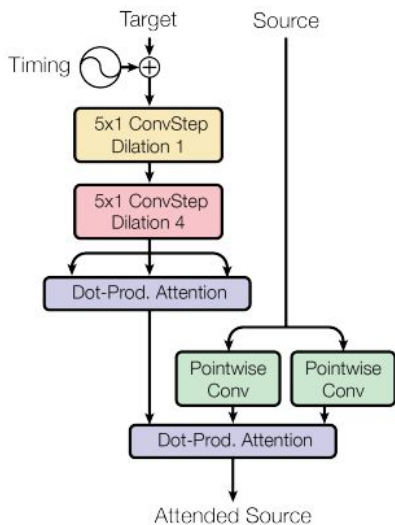 Target
Source
Timing
5x1 ConvStep
Dilation 1
5x1 ConvStep
Dilation 4
Dot-Prod. Attention
Pointwise
Conv
Pointwise
Conv
Dot-Prod. Attention
Attended Source